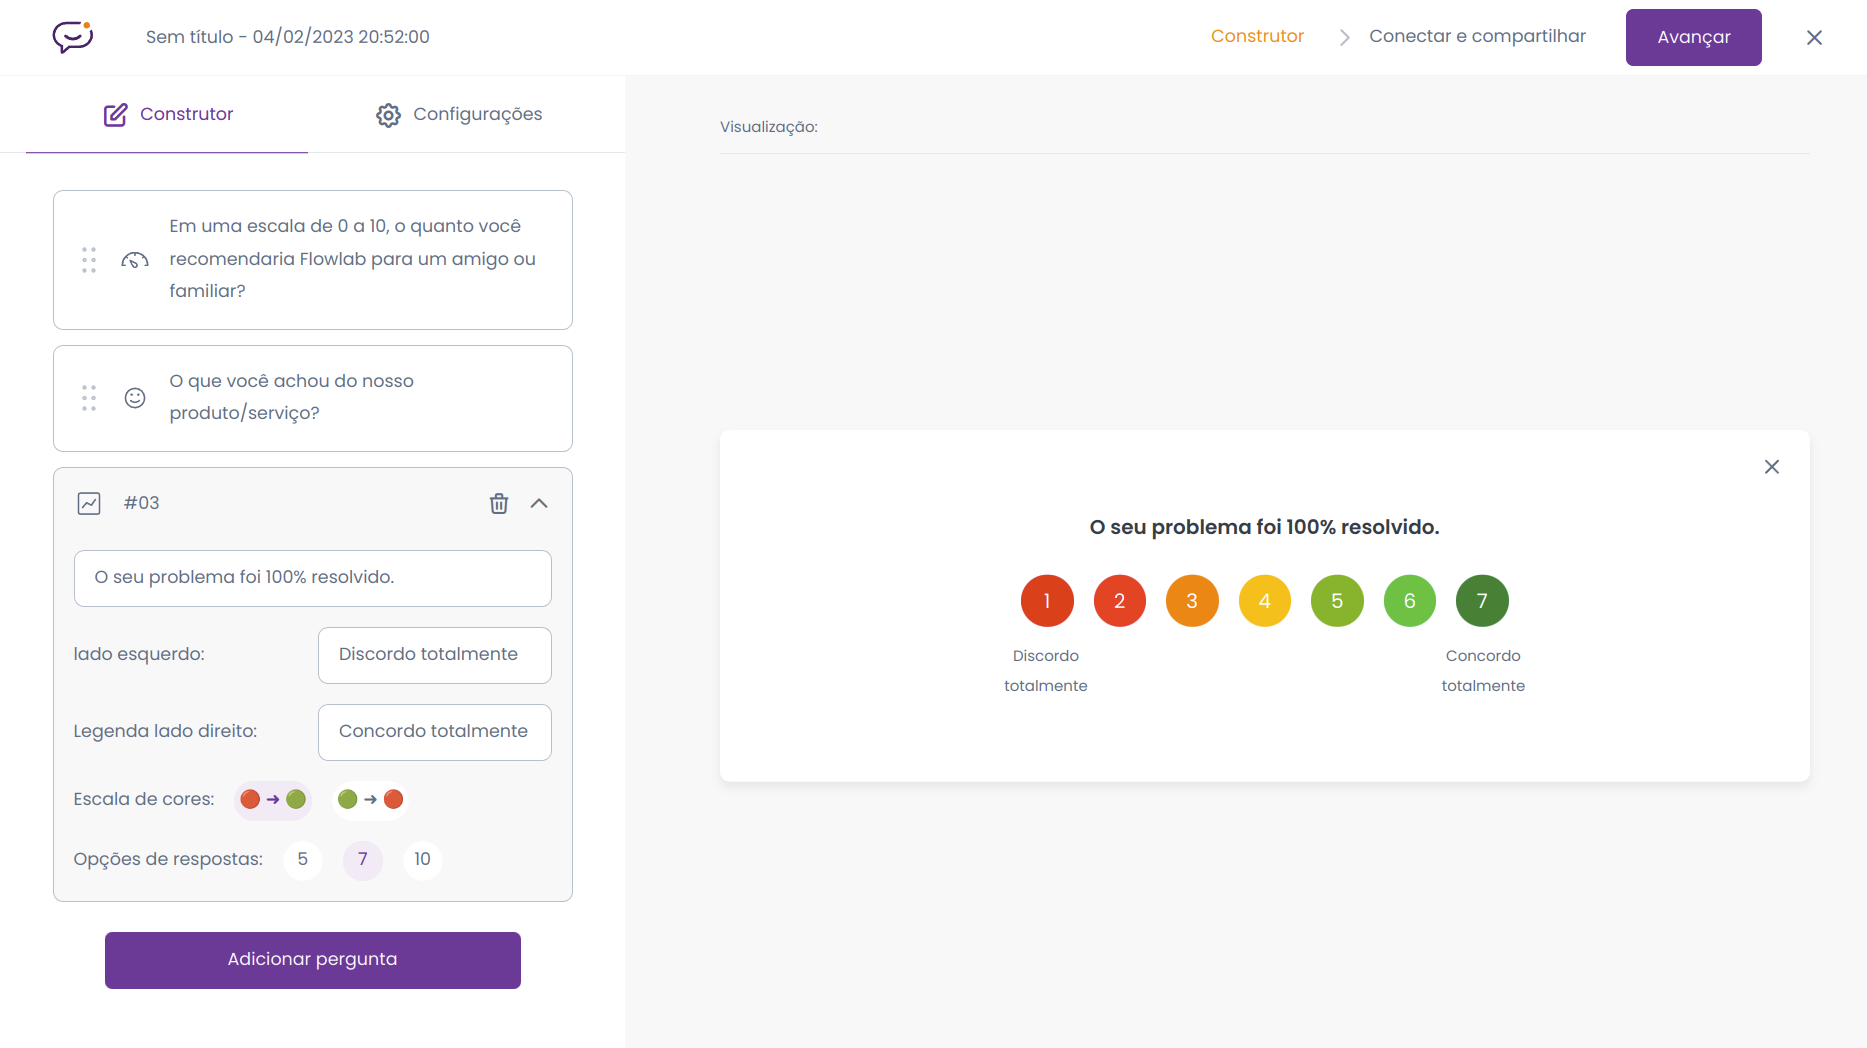 Sem título - 04/02/2023 20:52:00
Construtor
Conectar e compartilhar
Avançar
Construtor
Configurações
Em uma escala de 0 a 10, o quanto você
recomendaria Flowlab para um amigo ou
familiar?
O que você achou do nosso
produto/serviço?
#03
O seu problema foi 100% resolvido.
lado esquerdo:
Discordo totalmente
Legenda lado direito:
Concordo totalmente
Escala de cores:
Opções de respostas:
5
7
10
Adicionar pergunta
Visualização:
O seu problema foi 100% resolvido.
1
2
3
4
5
6
7
Discordo
totalmente
Concordo
totalmente